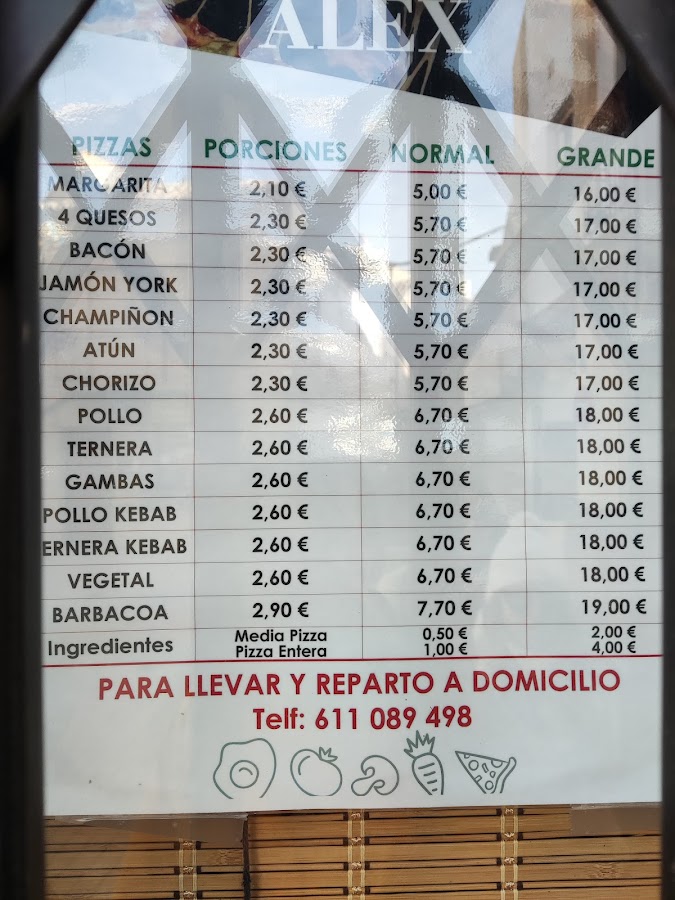 ALEX
PIZZAS PORCIONES NORMAL GRANDE
MARGARITA 2,10 € 5,00 € 16,00 €
4 QUESOS 2,30 € 5,70 € 17,00 €
BACÓN 2,30 € 5,70 € 17,00 €
JAMÓN YORK 2,30 € 5,70 € 17,00 €
CHAMPIÑON 2,30 € 5,70 € 17,00 €
ATÚN 2,30 € 5,70 € 17,00 €
CHORIZO 2,30 € 5,70 € 17,00 €
POLLO 2,60 € 6,70 € 18,00 €
TERNERA 2,60 € 6,70 € 18,00 €
GAMBAS 2,60 € 6,70 € 18,00 €
POLLO KEBAB 2,60 € 6,70 € 18,00 €
ERNERA KEBAB 2,60 € 6,70 € 18,00 €
VEGETAL 2,60 € 6,70 € 18,00 €
BARBACOA 2,90 € 7,70 € 19,00 €
Ingredientes Media Pizza 0,50 € 2,00 €
Pizza Entera 1,00 € 4,00 €
PARA LLEVAR Y REPARTO A DOMICILIO
Telf: 611 089 498